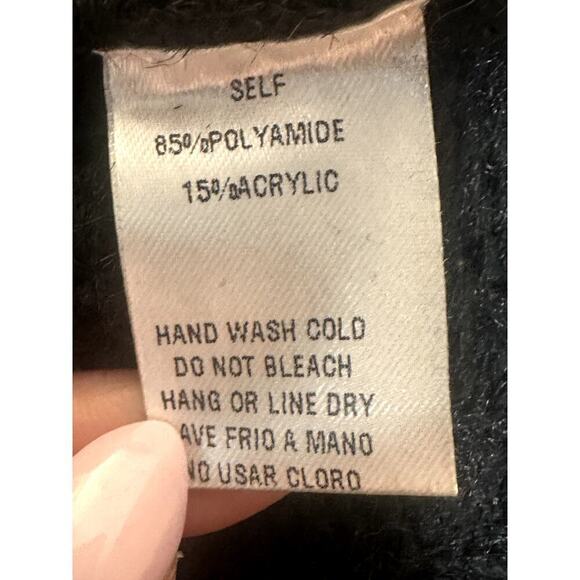 SELF
85%POLYAMIDE
15%ACRYLIC
HAND WASH COLD
DO NOT BLEACH
HANG OR LINE DRY
AVE FRIO A MANO
NO USAR CLORO